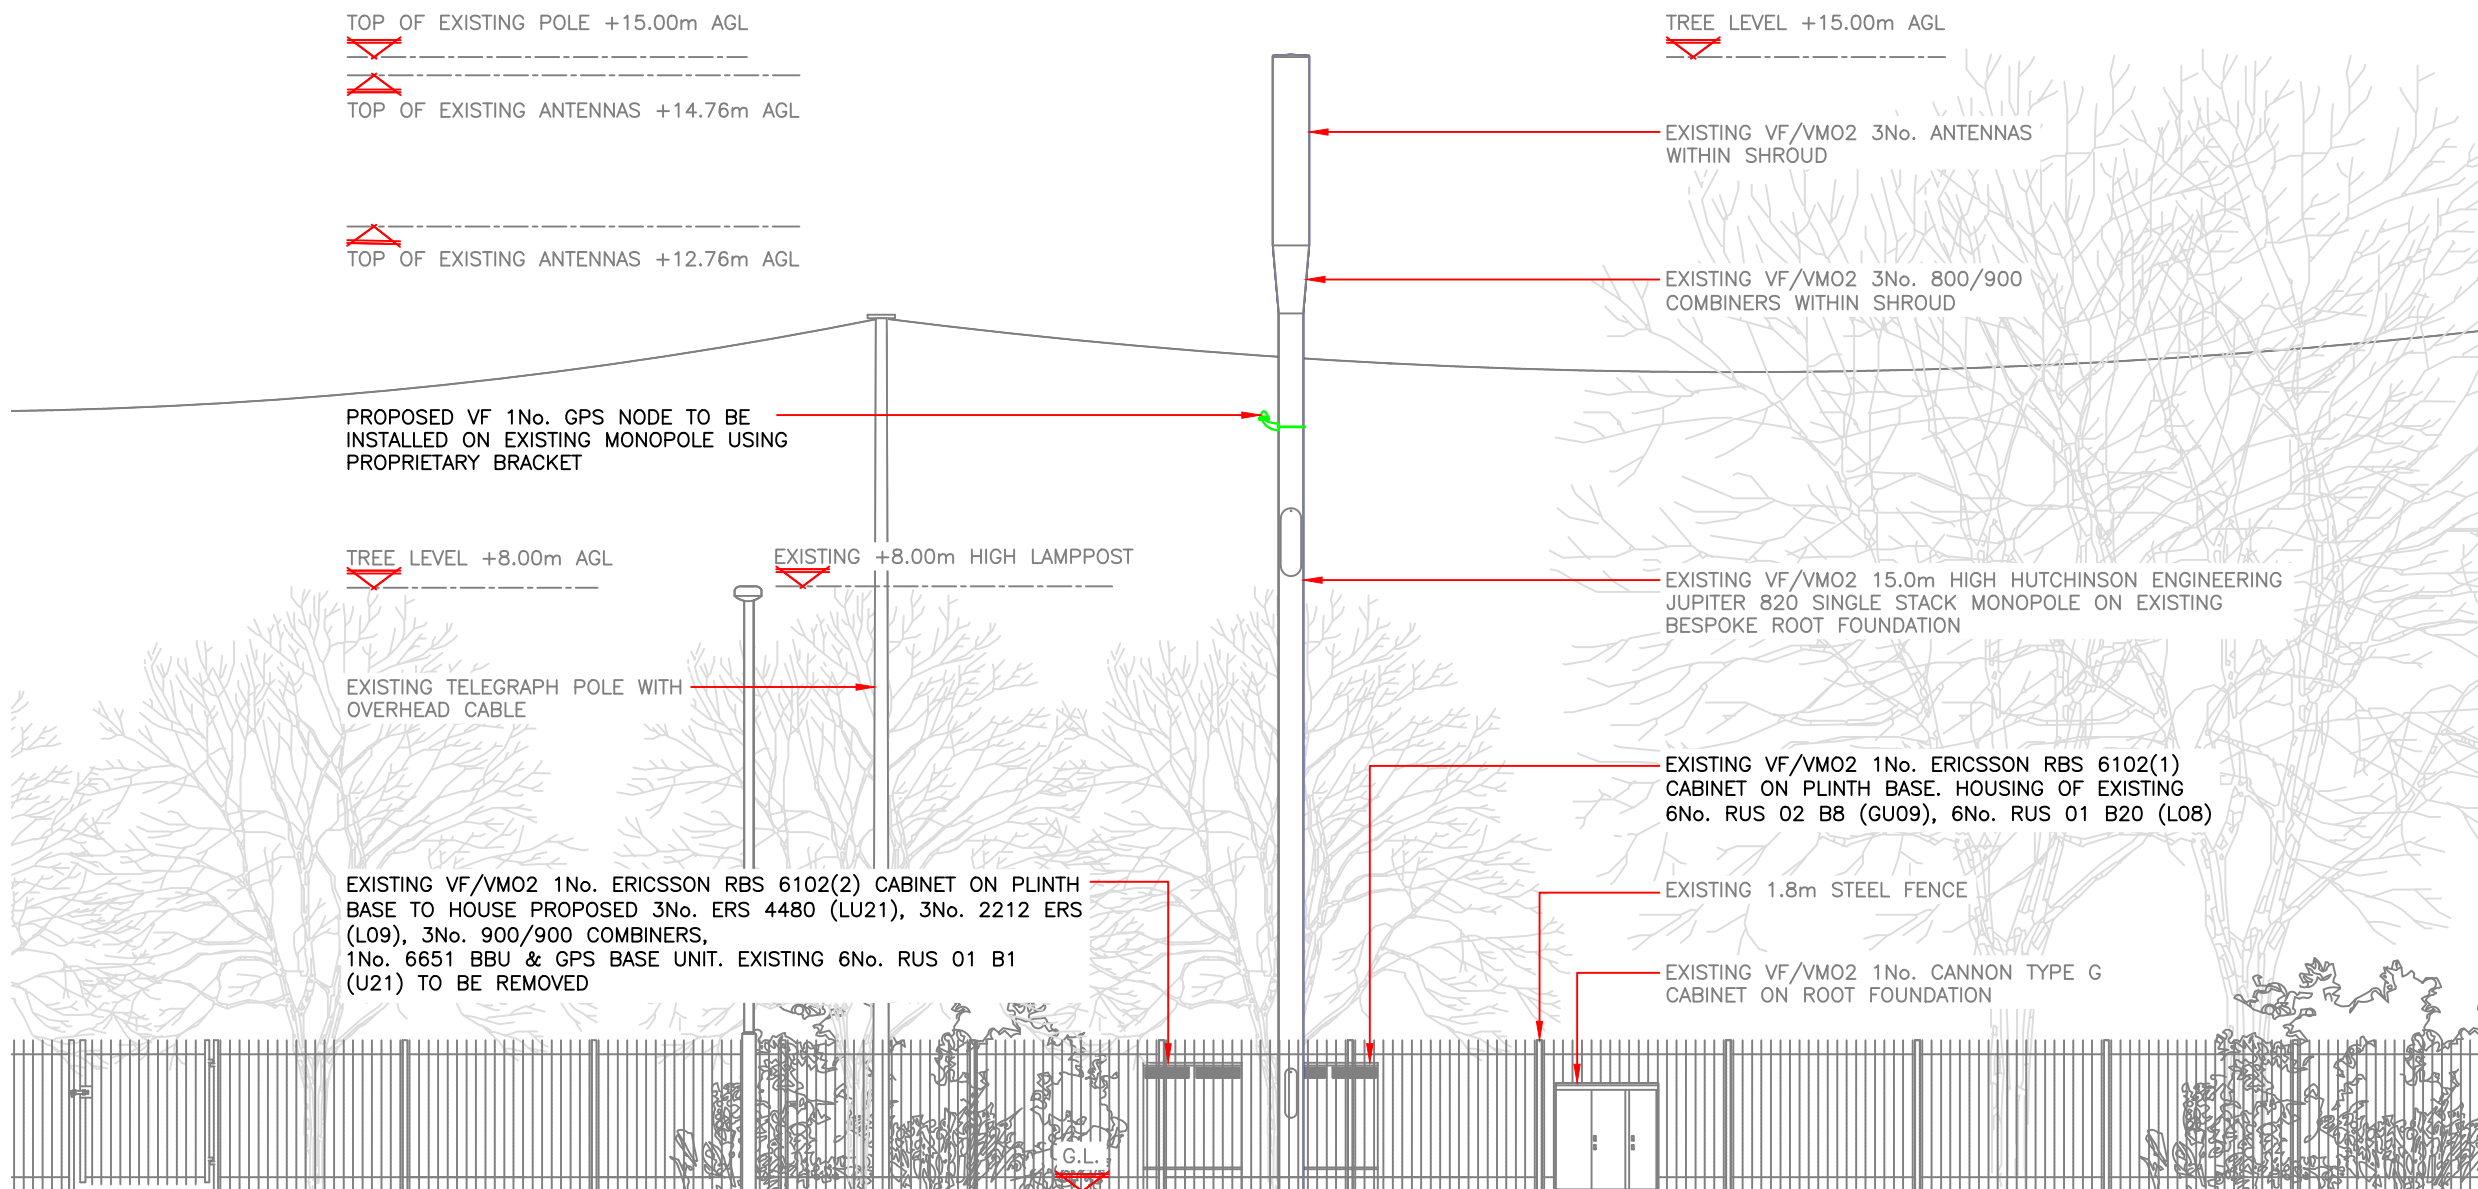 TOP OF EXISTING POLE +15.00m AGL
TOP OF EXISTING ANTENNAS +14.76m AGL
TOP OF EXISTING ANTENNAS +12.76m AGL
PROPOSED VF 1No. GPS NODE TO BE
INSTALLED ON EXISTING MONOPOLE USING
PROPRIETARY BRACKET
TREE LEVEL +8.00m AGL
EXISTING +8.00m HIGH LAMPPOST
EXISTING TELEGRAPH POLE WITH
OVERHEAD CABLE
EXISTING VF/VMO2 1No. ERICSSON RBS 6102(2) CABINET ON PLINTH
BASE TO HOUSE PROPOSED 3No. ERS 4480 (LU21), 3No. 2212 ERS
(L09), 3No. 900/900 COMBINERS,
1No. 6651 BBU & GPS BASE UNIT. EXISTING 6No. RUS 01 B1
(U21) TO BE REMOVED
G.L.
TREE LEVEL +15.00m AGL
EXISTING VF/VMO2 3No. ANTENNAS
WITHIN SHROUD
EXISTING VF/VMO2 3No. 800/900
COMBINERS WITHIN SHROUD
EXISTING VF/VMO2 15.0m HIGH HUTCHINSON ENGINEERING
JUPITER 820 SINGLE STACK MONOPOLE ON EXISTING
BESPOKE ROOT FOUNDATION
EXISTING VF/VMO2 1No. ERICSSON RBS 6102(1)
CABINET ON PLINTH BASE. HOUSING OF EXISTING
6No. RUS 02 B8 (GU09), 6No. RUS 01 B20 (L08)
EXISTING 1.8m STEEL FENCE
EXISTING VF/VMO2 1No. CANNON TYPE G
CABINET ON ROOT FOUNDATION